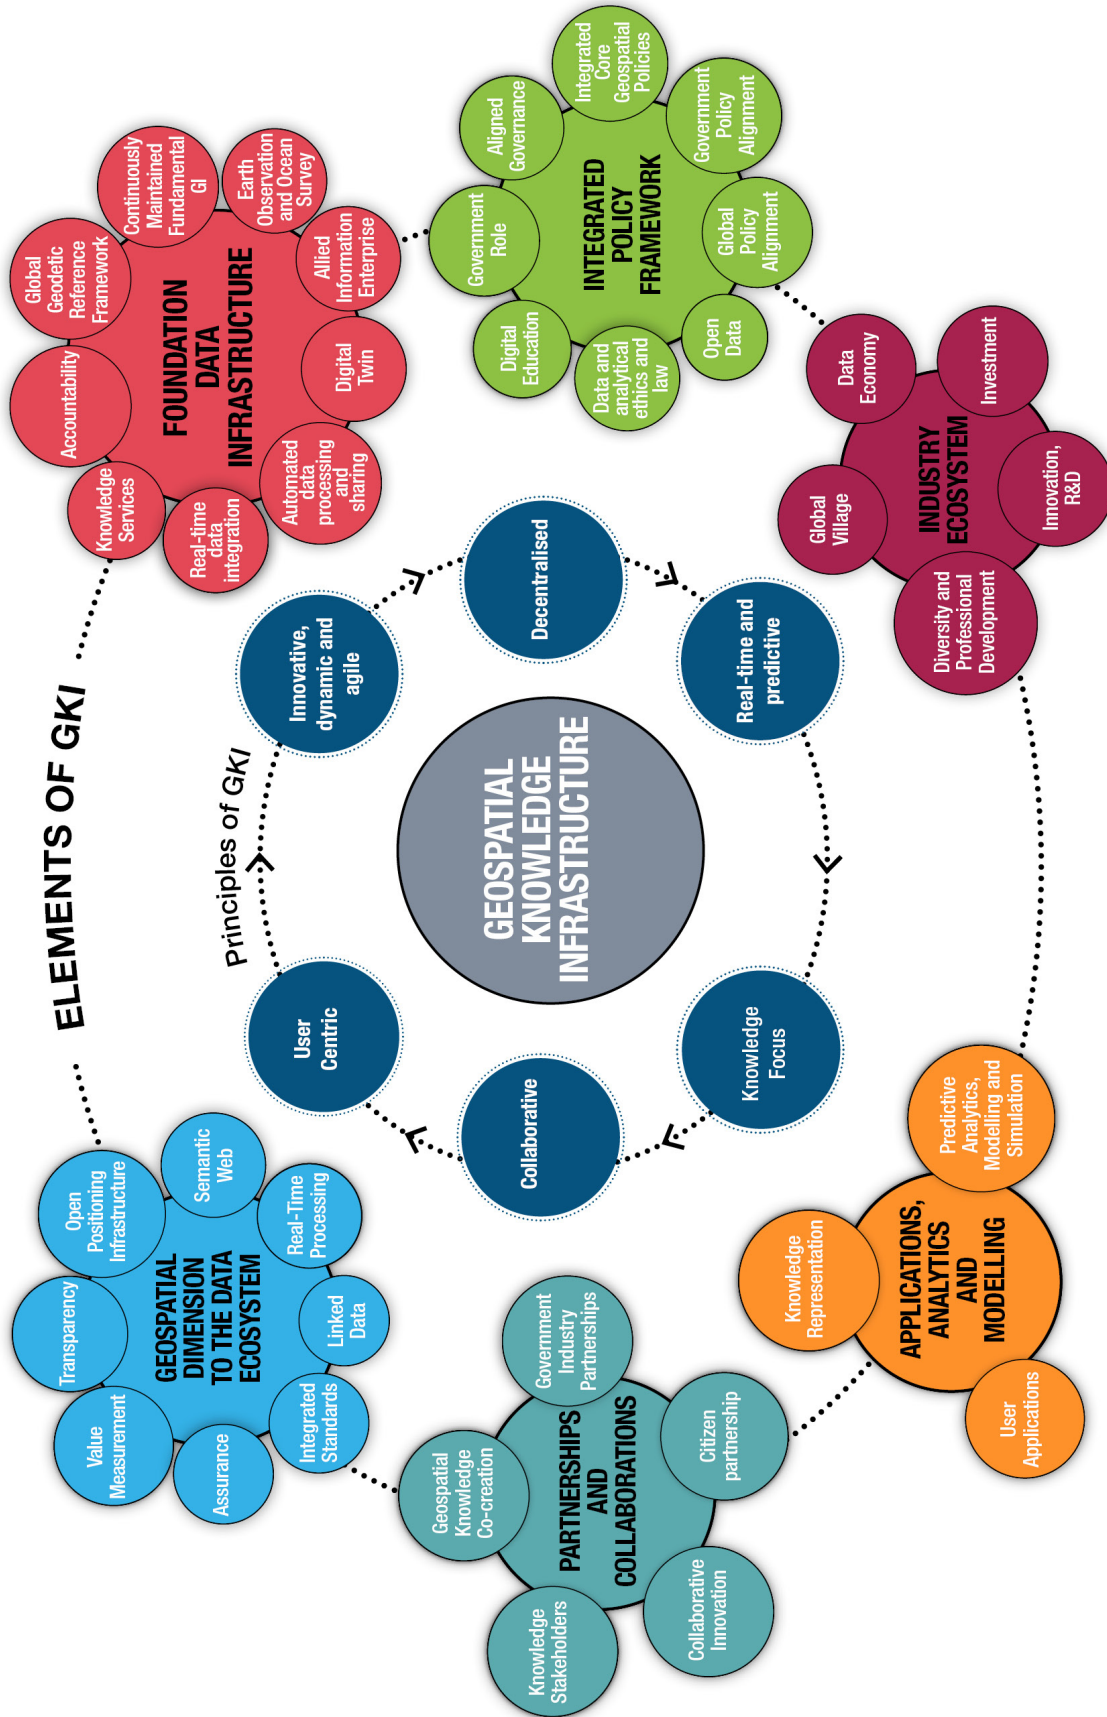 ELEMENTS OF GKI
Principles of GKI
GEOSPATIAL
KNOWLEDGE
INFRASTRUCTURE
User
Centric
Innovative,
dynamic and
agile
Decentralised
Real-time and
predictive
Knowledge
Focus
Collaborative
GEOSPATIAL
DIMENSION
TO THE DATA
ECOSYSTEM
Value
Measurement
Transparency
Open
Positioning
Infrastructure
Semantic
Web
Real-Time
Processing
Linked
Data
Integrated
Standards
Assurance
FOUNDATION
DATA
INFRASTRUCTURE
Knowledge
Services
Accountability
Global
Geodetic
Reference
Framework
Continuously
Maintained
Fundamental
GI
Earth
Observation
and Ocean
Survey
Allied
Information
Enterprise
Digital
Twin
Automated
data
processing
and
sharing
Real-time
data
integration
INTEGRATED
POLICY
FRAMEWORK
Digital
Education
Government
Role
Aligned
Governance
Integrated
Core
Geospatial
Policies
Government
Policy
Alignment
Global
Policy
Alignment
Open
Data
Data and
analytical
ethics and
law
INDUSTRY
ECOSYSTEM
Global
Village
Data
Economy
Investment
Innovation,
R&D
Diversity and
Professional
Development
APPLICATIONS,
ANALYTICS
AND
MODELLING
Knowledge
Representation
Predictive
Analytics,
Modelling and
Simulation
User
Applications
PARTNERSHIPS
AND
COLLABORATIONS
Geospatial
Knowledge
Co-creation
Government
Industry
Partnerships
Citizen
partnership
Collaborative
Innovation
Knowledge
Stakeholders